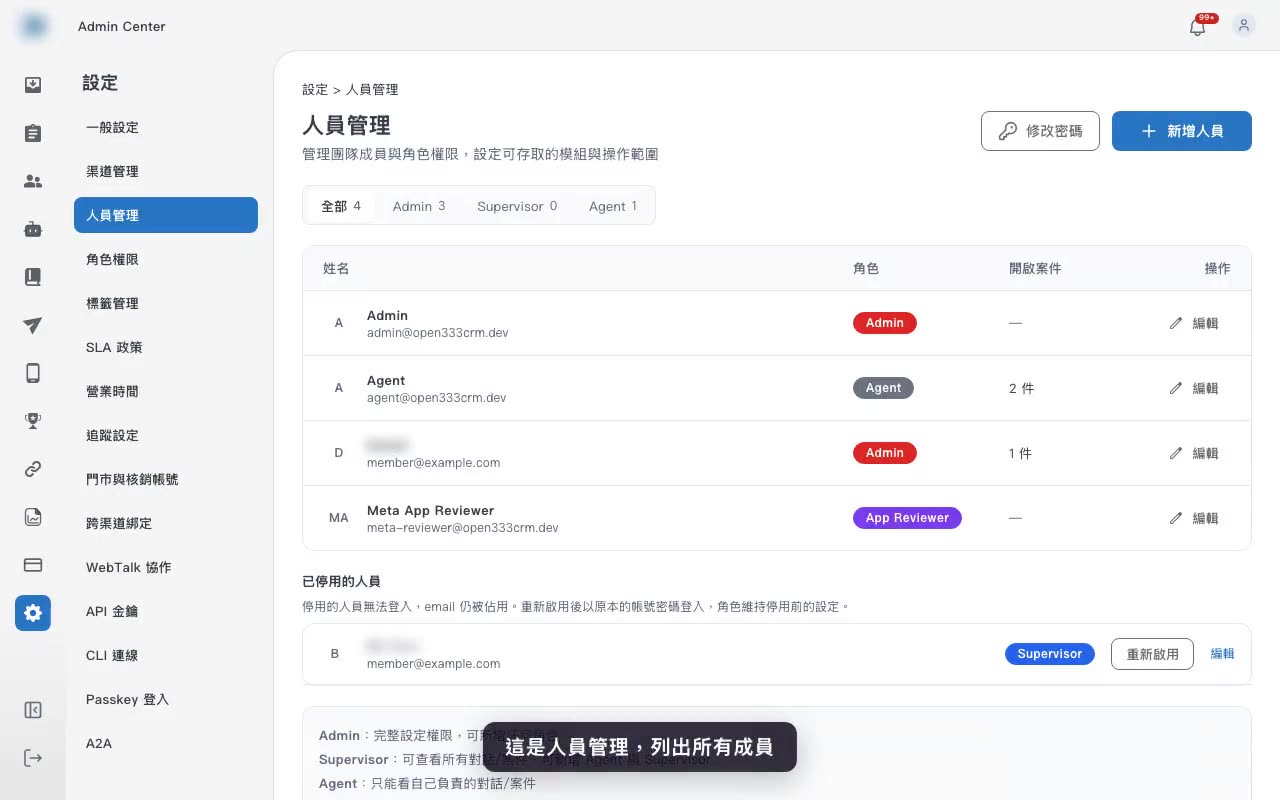 Admin Center
99+
設定
一般設定
渠道管理
人員管理
角色權限
標籤管理
SLA 政策
營業時間
追蹤設定
門市與核銷帳號
跨渠道綁定
WebTalk 協作
API 金鑰
CLI 連線
Passkey 登入
A2A
設定 > 人員管理
人員管理
管理團隊成員與角色權限，設定可存取的模組與操作範圍
修改密碼
新增人員
全部 4 Admin 3 Supervisor 0 Agent 1
姓名 角色 開啟案件 操作
A Admin Admin — 編輯
admin@open333crm.dev
A Agent Agent 2 件 編輯
agent@open333crm.dev
D Admin 1 件 編輯
member@example.com
MA Meta App Reviewer App Reviewer — 編輯
meta-reviewer@open333crm.dev
已停用的人員
停用的人員無法登入，email 仍被佔用。重新啟用後以原本的帳號密碼登入，角色維持停用前的設定。
B Supervisor 重新啟用 編輯
member@example.com
Admin：完整設定權限，可新增
Supervisor：可查看所有對話/案件，可新增 Agent 與 Supervisor
Agent：只能看自己負責的對話/案件
這是人員管理，列出所有成員